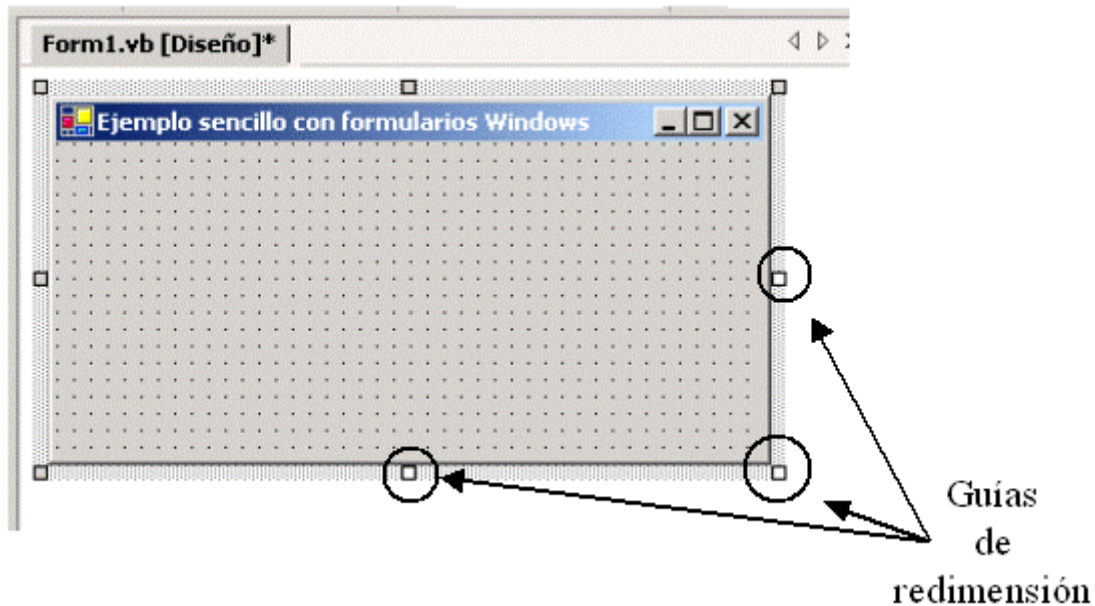 Form1.vb [Diseño]*
Ejemplo sencillo con formularios Windows
Guías
de
redimensión